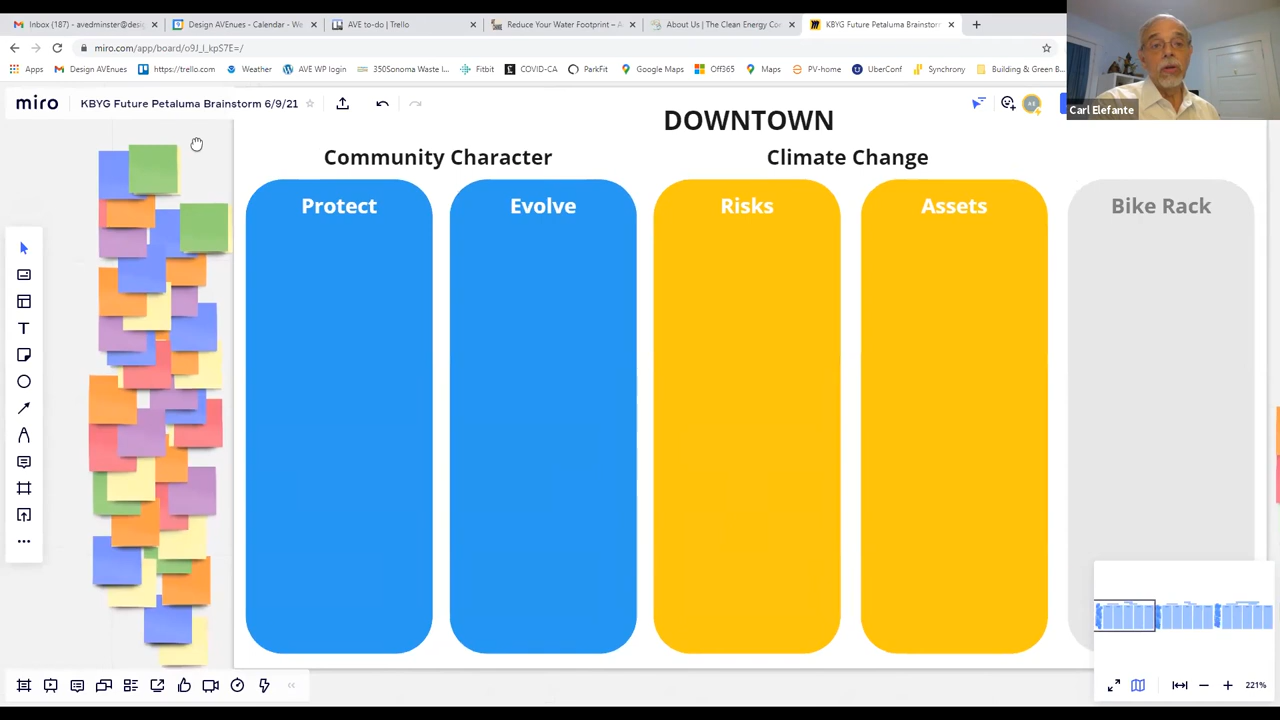 Inbox (187) - avedminster@desig
Design AVEnues - Calendar - We
AVE to-do | Trello
Reduce Your Water Footprint – A
About Us | The Clean Energy Co
KBYG Future Petaluma Brainstorm
miro.com/app/board/o9J_l_kpS7E=/
Apps
Design AVEnues
https://trello.com
Weather
AVE WP login
350Sonoma Waste I...
Fitbit
COVID-CA
ParkFit
Google Maps
Off365
Maps
PV-home
UberConf
Synchrony
Building & Green B...
Carl Elefante
miro
KBYG Future Petaluma Brainstorm 6/9/21
DOWNTOWN
Community Character
Climate Change
Protect
Evolve
Risks
Assets
Bike Rack
221%